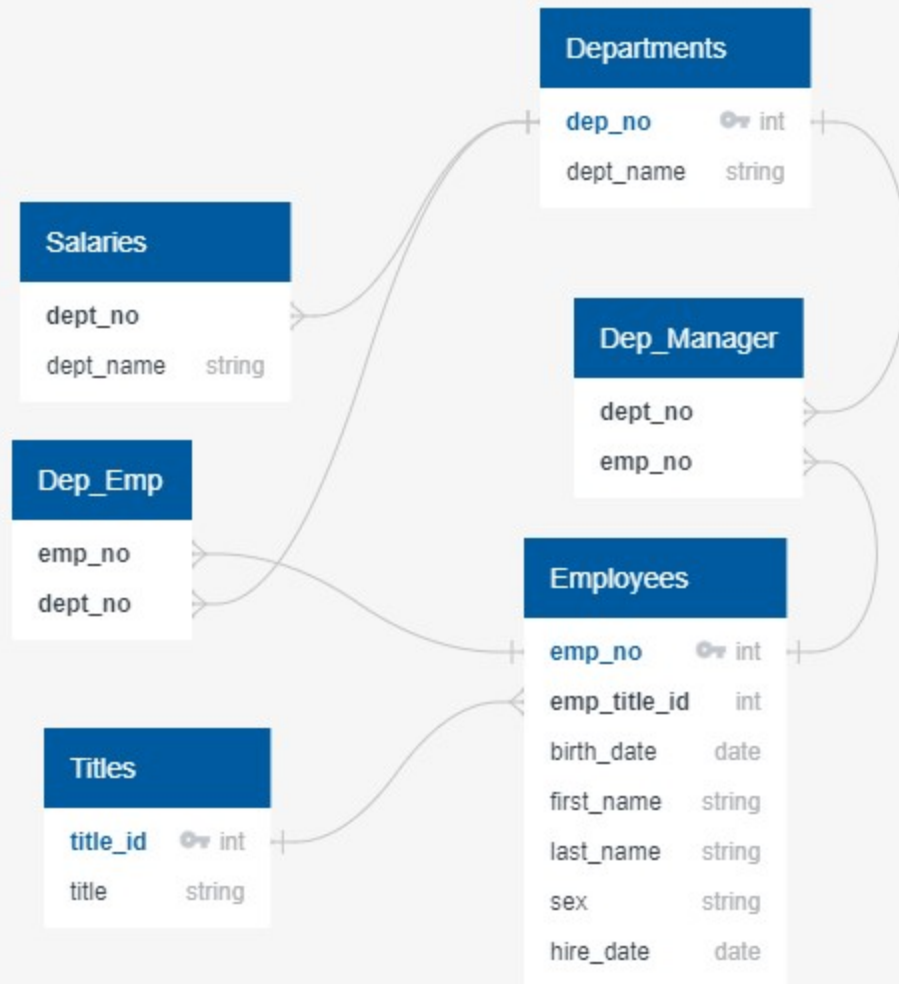 Departments
dep_no int
dept_name string
Salaries
dept_no
dept_name string
Dep_Manager
dept_no
emp_no
Dep_Emp
emp_no
dept_no
Employees
emp_no int
emp_title_id int
birth_date date
first_name string
last_name string
sex string
hire_date date
Titles
title_id int
title string